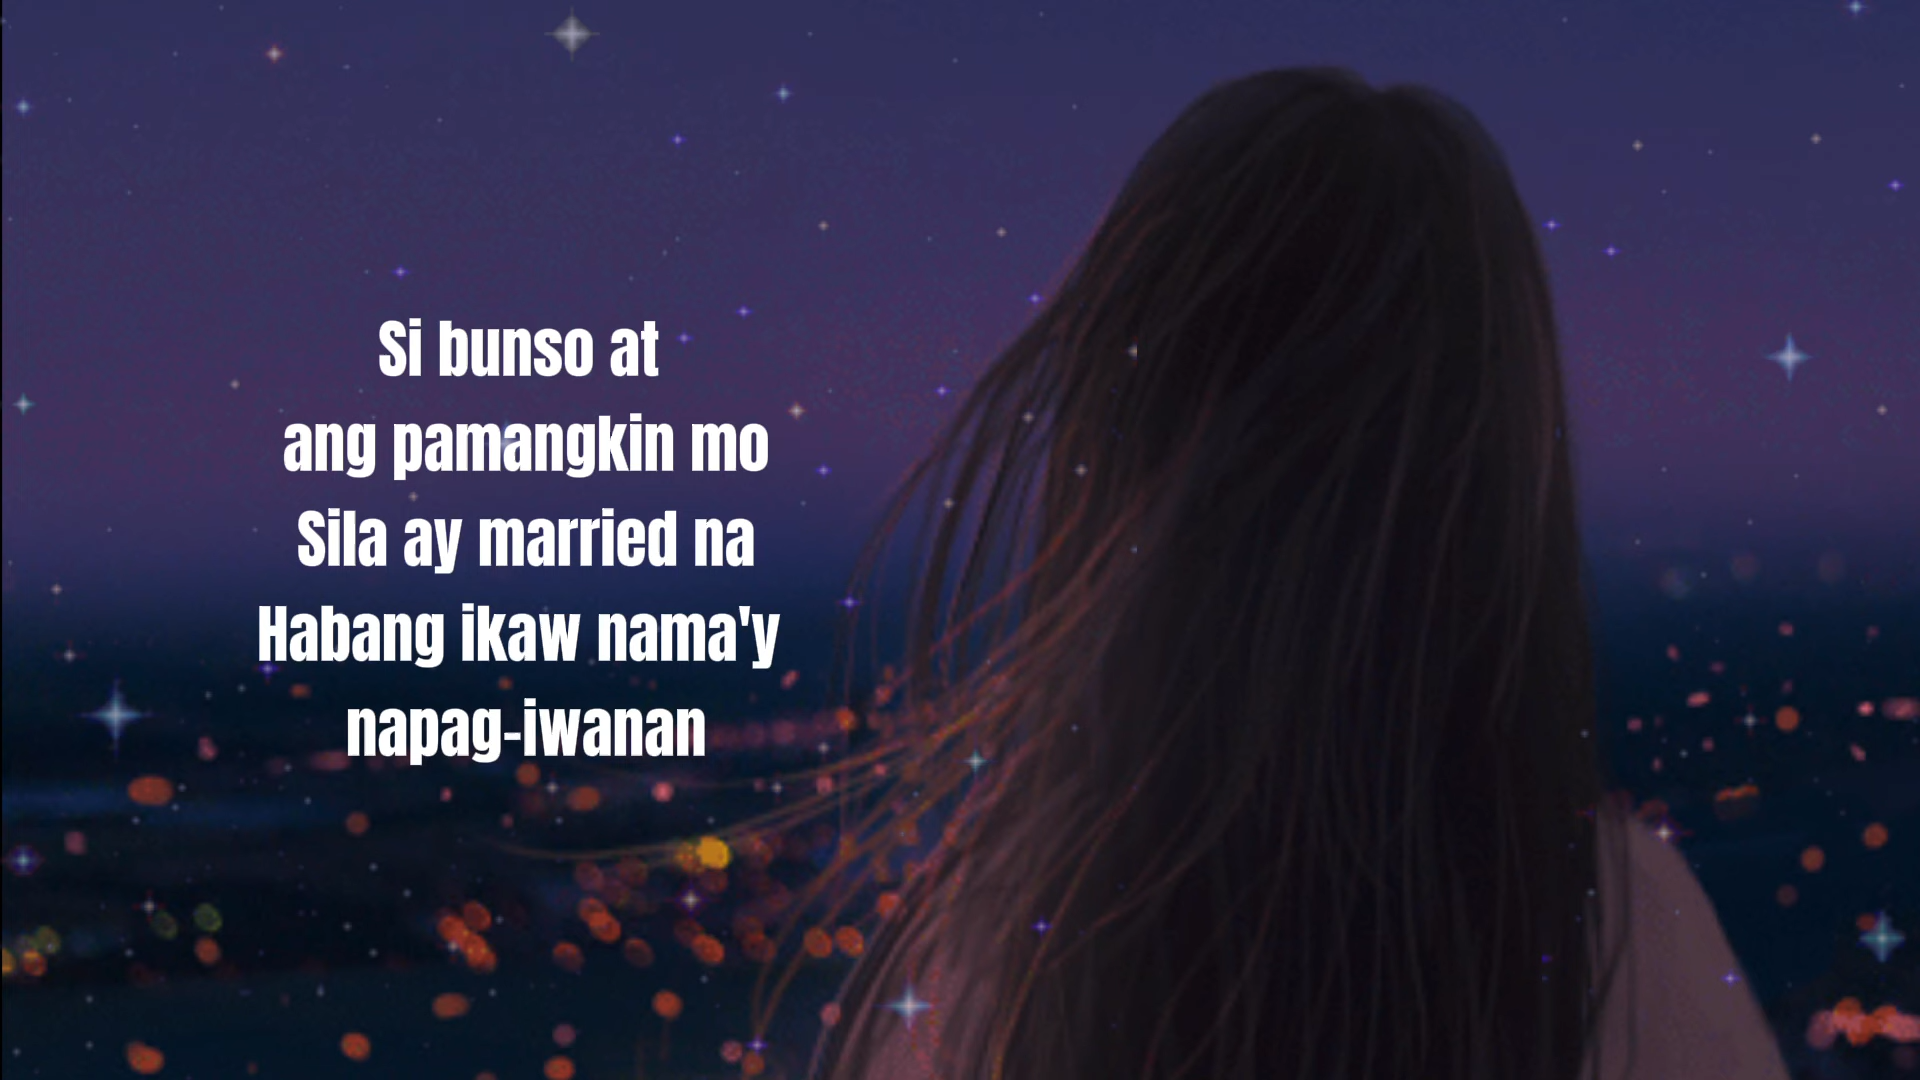 Si bunso at
ang pamangkin mo
Sila ay married na
Habang ikaw nama'y
napag-iwanan